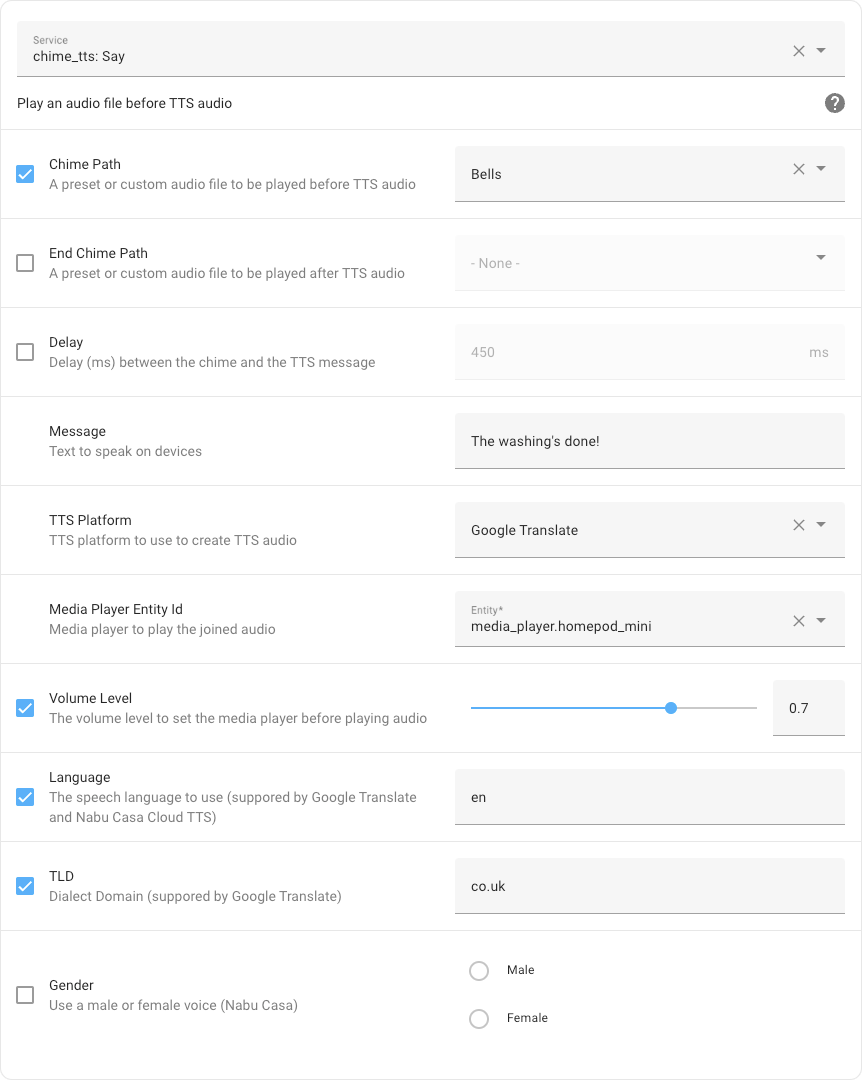 Service
chime_tts: Say
Play an audio file before TTS audio
Chime Path
A preset or custom audio file to be played before TTS audio
Bells
End Chime Path
A preset or custom audio file to be played after TTS audio
- None -
Delay
Delay (ms) between the chime and the TTS message
450
ms
Message
Text to speak on devices
The washing's done!
TTS Platform
TTS platform to use to create TTS audio
Google Translate
Media Player Entity Id
Media player to play the joined audio
Entity*
media_player.homepod_mini
Volume Level
The volume level to set the media player before playing audio
0.7
Language
The speech language to use (suppored by Google Translate
and Nabu Casa Cloud TTS)
en
TLD
Dialect Domain (suppored by Google Translate)
co.uk
Gender
Use a male or female voice (Nabu Casa)
Male
Female